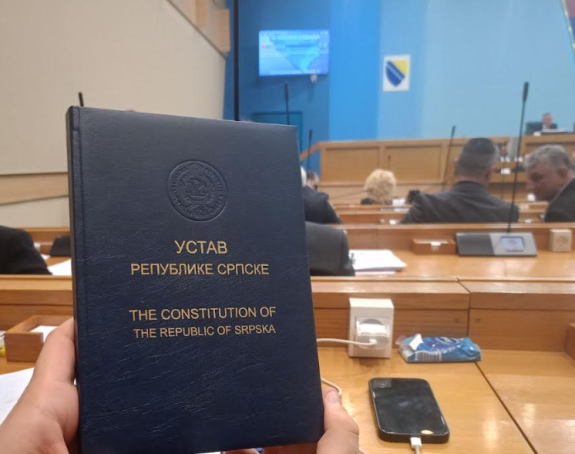 УСТАВ
РЕПУБЛИКЕ СРПСКЕ
THE CONSTITUTION OF
THE REPUBLIC OF SRPSKA